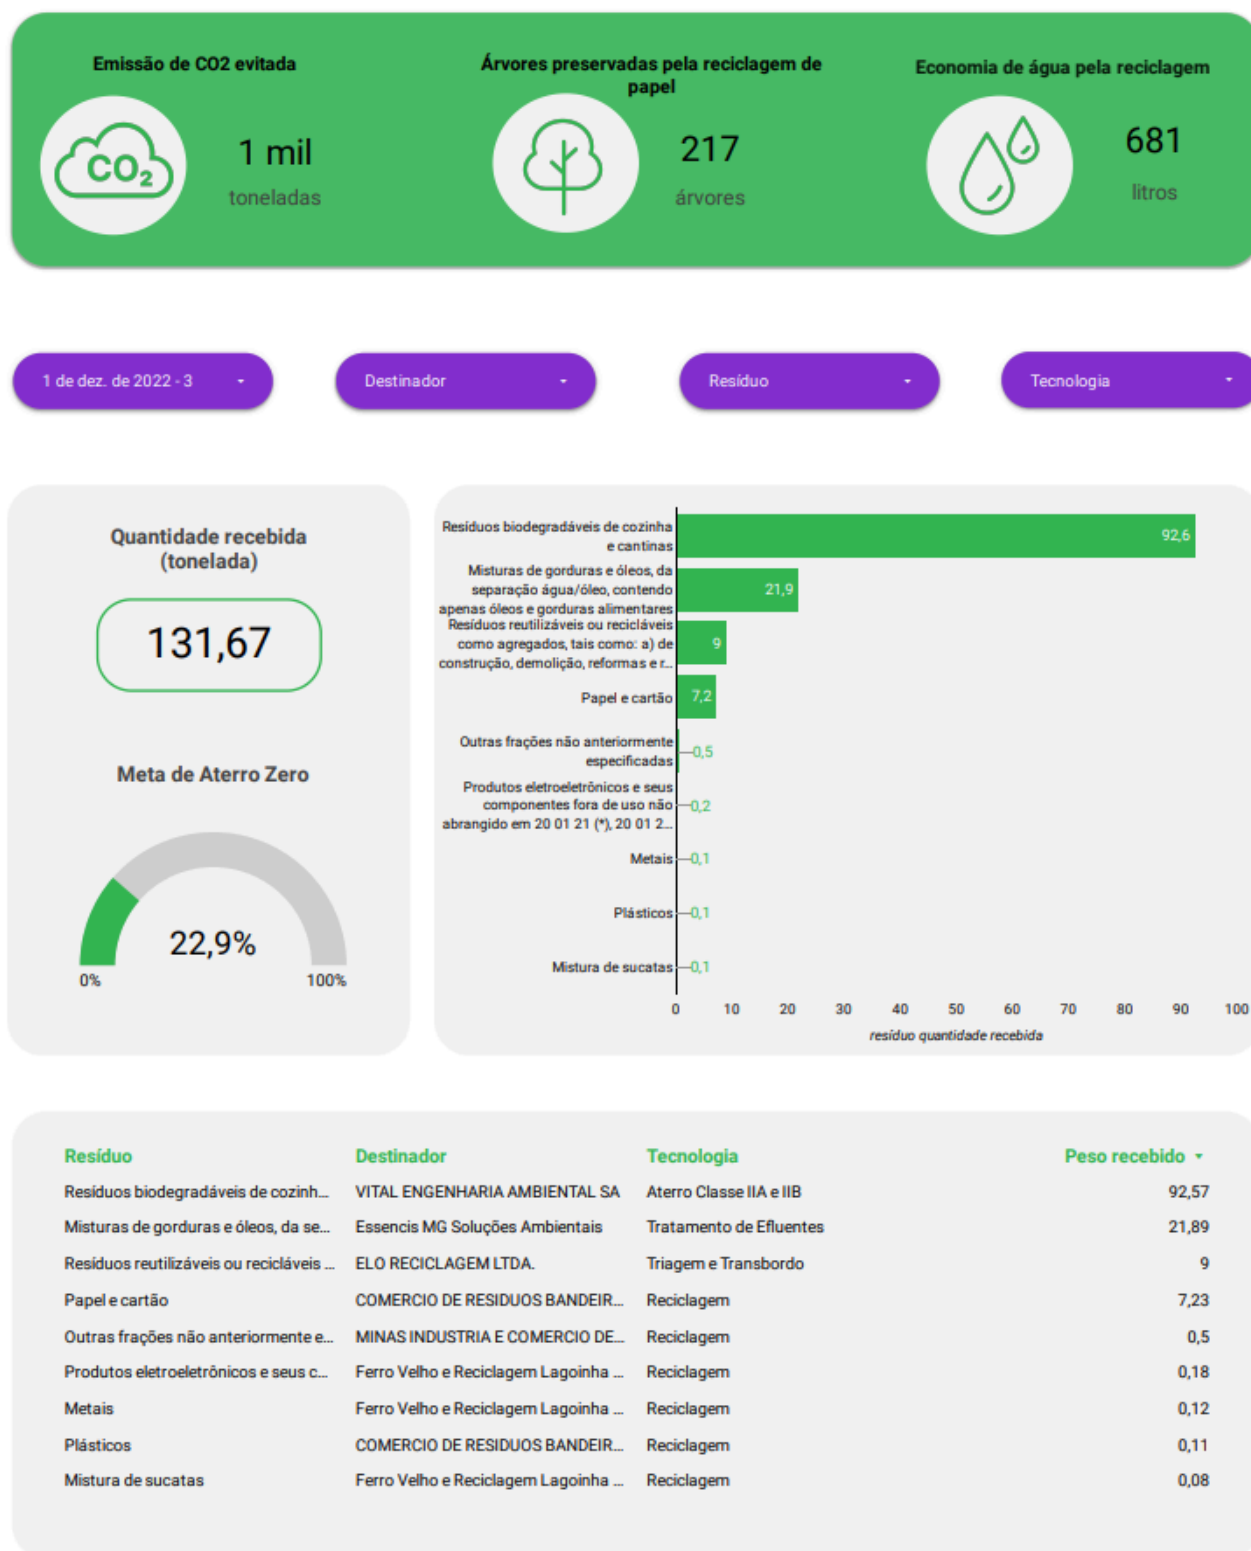 Emissão de CO2 evitada
CO2
1 mil
toneladas
Árvores preservadas pela reciclagem de
papel
217
árvores
Economia de água pela reciclagem
681
litros
1 de dez. de 2022 - 3
Destinador
Resíduo
Tecnologia
Quantidade recebida
(tonelada)
131,67
Meta de Aterro Zero
22,9%
0%
100%
Resíduos biodegradáveis de cozinha
e cantinas
92,6
Misturas de gorduras e óleos, da
separação água/óleo, contendo
apenas óleos e gorduras alimentares
21,9
Resíduos reutilizáveis ou recicláveis
como agregados, tais como: a) de
construção, demolição, reformas e r...
9
Papel e cartão
7,2
Outras frações não anteriormente
especificadas
0,5
Produtos eletroeletrônicos e seus
componentes fora de uso não
abrangido em 20 01 21 (*), 20 01 2...
0,2
Metais
0,1
Plásticos
0,1
Mistura de sucatas
0,1
0 10 20 30 40 50 60 70 80 90 100
resíduo quantidade recebida
Resíduo Destinador Tecnologia Peso recebido
Resíduos biodegradáveis de cozinh... VITAL ENGENHARIA AMBIENTAL SA Aterro Classe IIA e IIB 92,57
Misturas de gorduras e óleos, da se... Essencis MG Soluções Ambientais Tratamento de Efluentes 21,89
Resíduos reutilizáveis ou recicláveis ... ELO RECICLAGEM LTDA. Triagem e Transbordo 9
Papel e cartão COMERCIO DE RESIDUOS BANDEIR... Reciclagem 7,23
Outras frações não anteriormente e... MINAS INDUSTRIA E COMERCIO DE... Reciclagem 0,5
Produtos eletroeletrônicos e seus c... Ferro Velho e Reciclagem Lagoinha ... Reciclagem 0,18
Metais Ferro Velho e Reciclagem Lagoinha ... Reciclagem 0,12
Plásticos COMERCIO DE RESIDUOS BANDEIR... Reciclagem 0,11
Mistura de sucatas Ferro Velho e Reciclagem Lagoinha ... Reciclagem 0,08